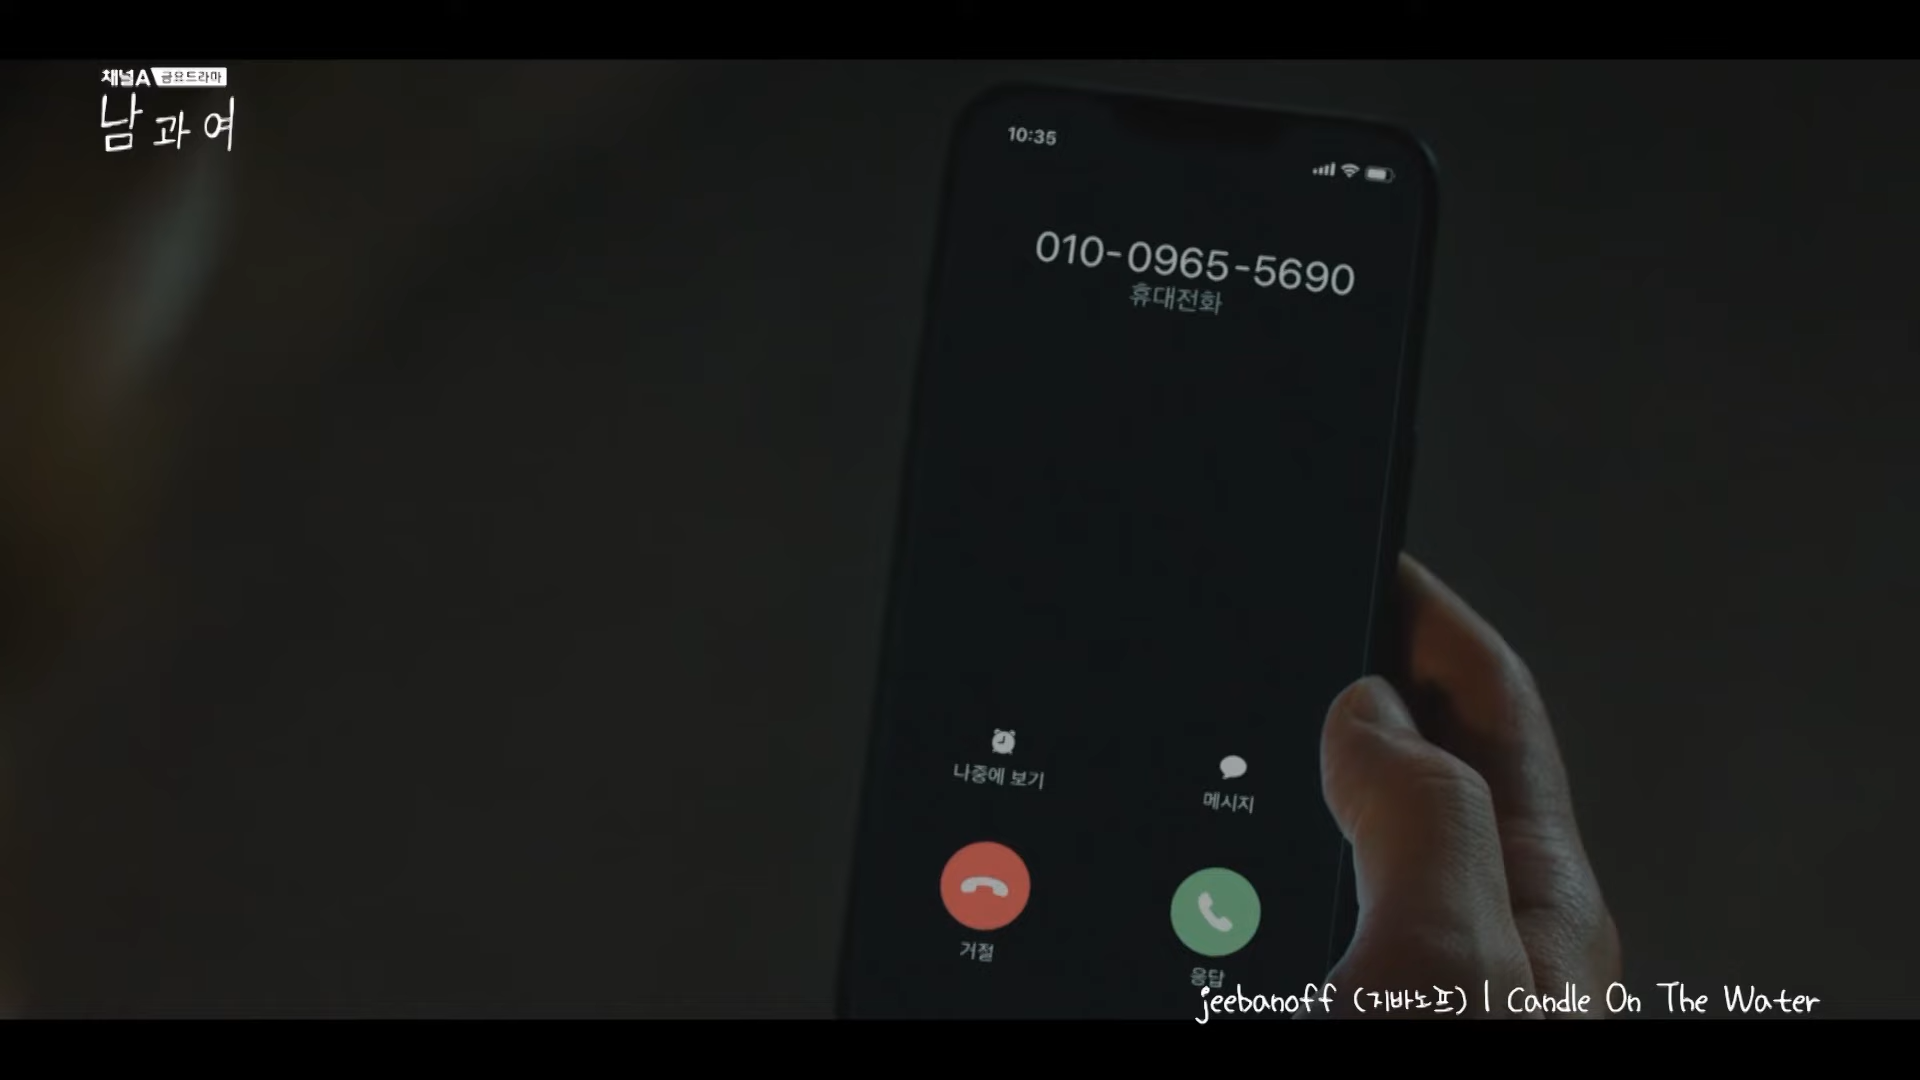 채널A 금요드라마
남과여
10:35
010-0965-5690
휴대전화
나중에 보기
메시지
거절
응답
jeebanoff (지바노프) | Candle On The Water